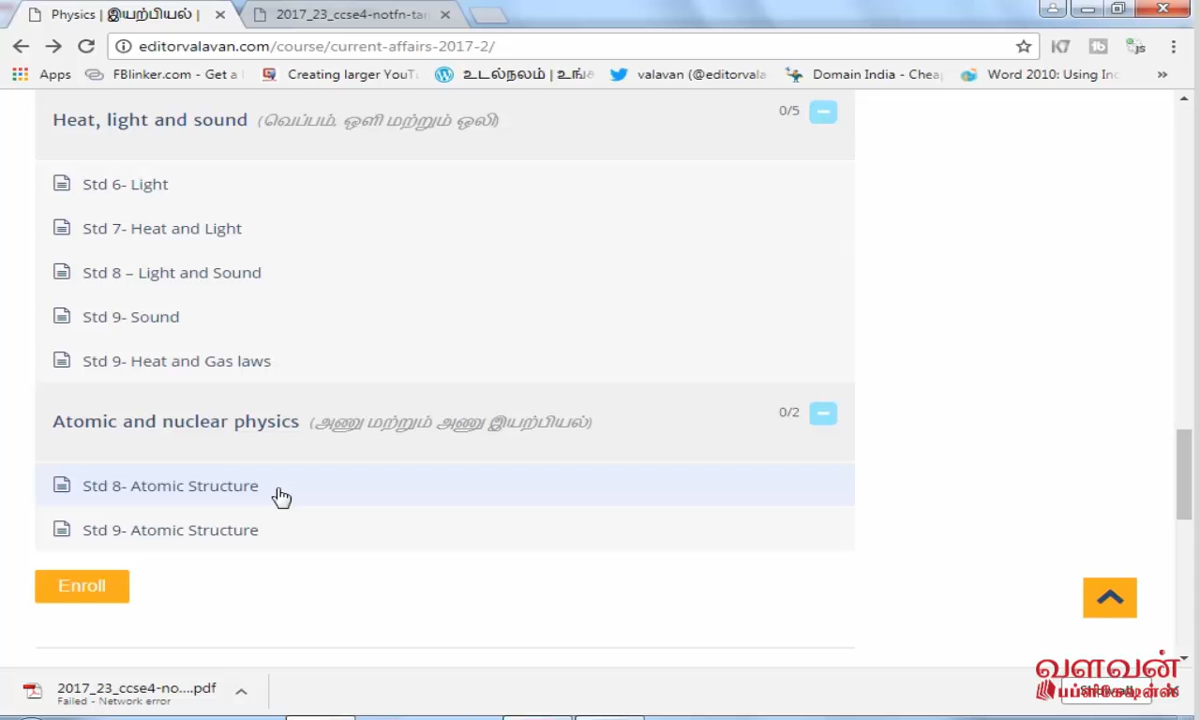 Physics | இயற்பியல் |
2017_23_ccse4-notfn-tar
editorvalavan.com/course/current-affairs-2017-2/
Apps
FBlinker.com - Get a
Creating larger YouT
உடல்நலம் | உங்
valavan (@editorvala
Domain India - Chea
Word 2010: Using In
»
Heat, light and sound (வெப்பம், ஒளி மற்றும் ஒலி)
0/5
Std 6- Light
Std 7- Heat and Light
Std 8 – Light and Sound
Std 9- Sound
Std 9- Heat and Gas laws
Atomic and nuclear physics (அணு மற்றும் அணு இயற்பியல்)
0/2
Std 8- Atomic Structure
Std 9- Atomic Structure
Enroll
2017_23_ccse4-no....pdf
Failed - Network error
வளவன்
பப்ளிகேஷன்ஸ்